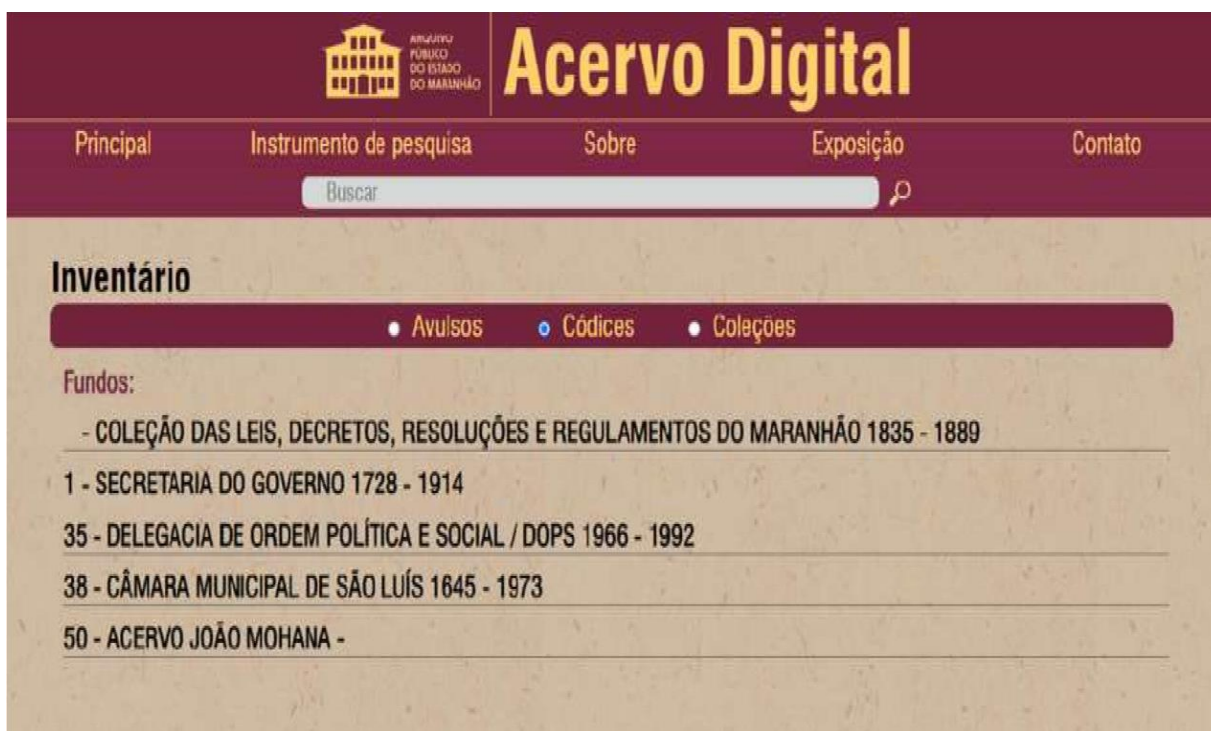 ARQUIVO
PÚBLICO
DO ESTADO
DO MARANHÃO
Acervo Digital
Principal Instrumento de pesquisa Sobre Exposição Contato
Buscar
Inventário
Avulsos Códices Coleções
Fundos:
- COLEÇÃO DAS LEIS, DECRETOS, RESOLUÇÕES E REGULAMENTOS DO MARANHÃO 1835 - 1889
1 - SECRETARIA DO GOVERNO 1728 - 1914
35 - DELEGACIA DE ORDEM POLÍTICA E SOCIAL / DOPS 1966 - 1992
38 - CÂMARA MUNICIPAL DE SÃO LUÍS 1645 - 1973
50 - ACERVO JOÃO MOHANA -